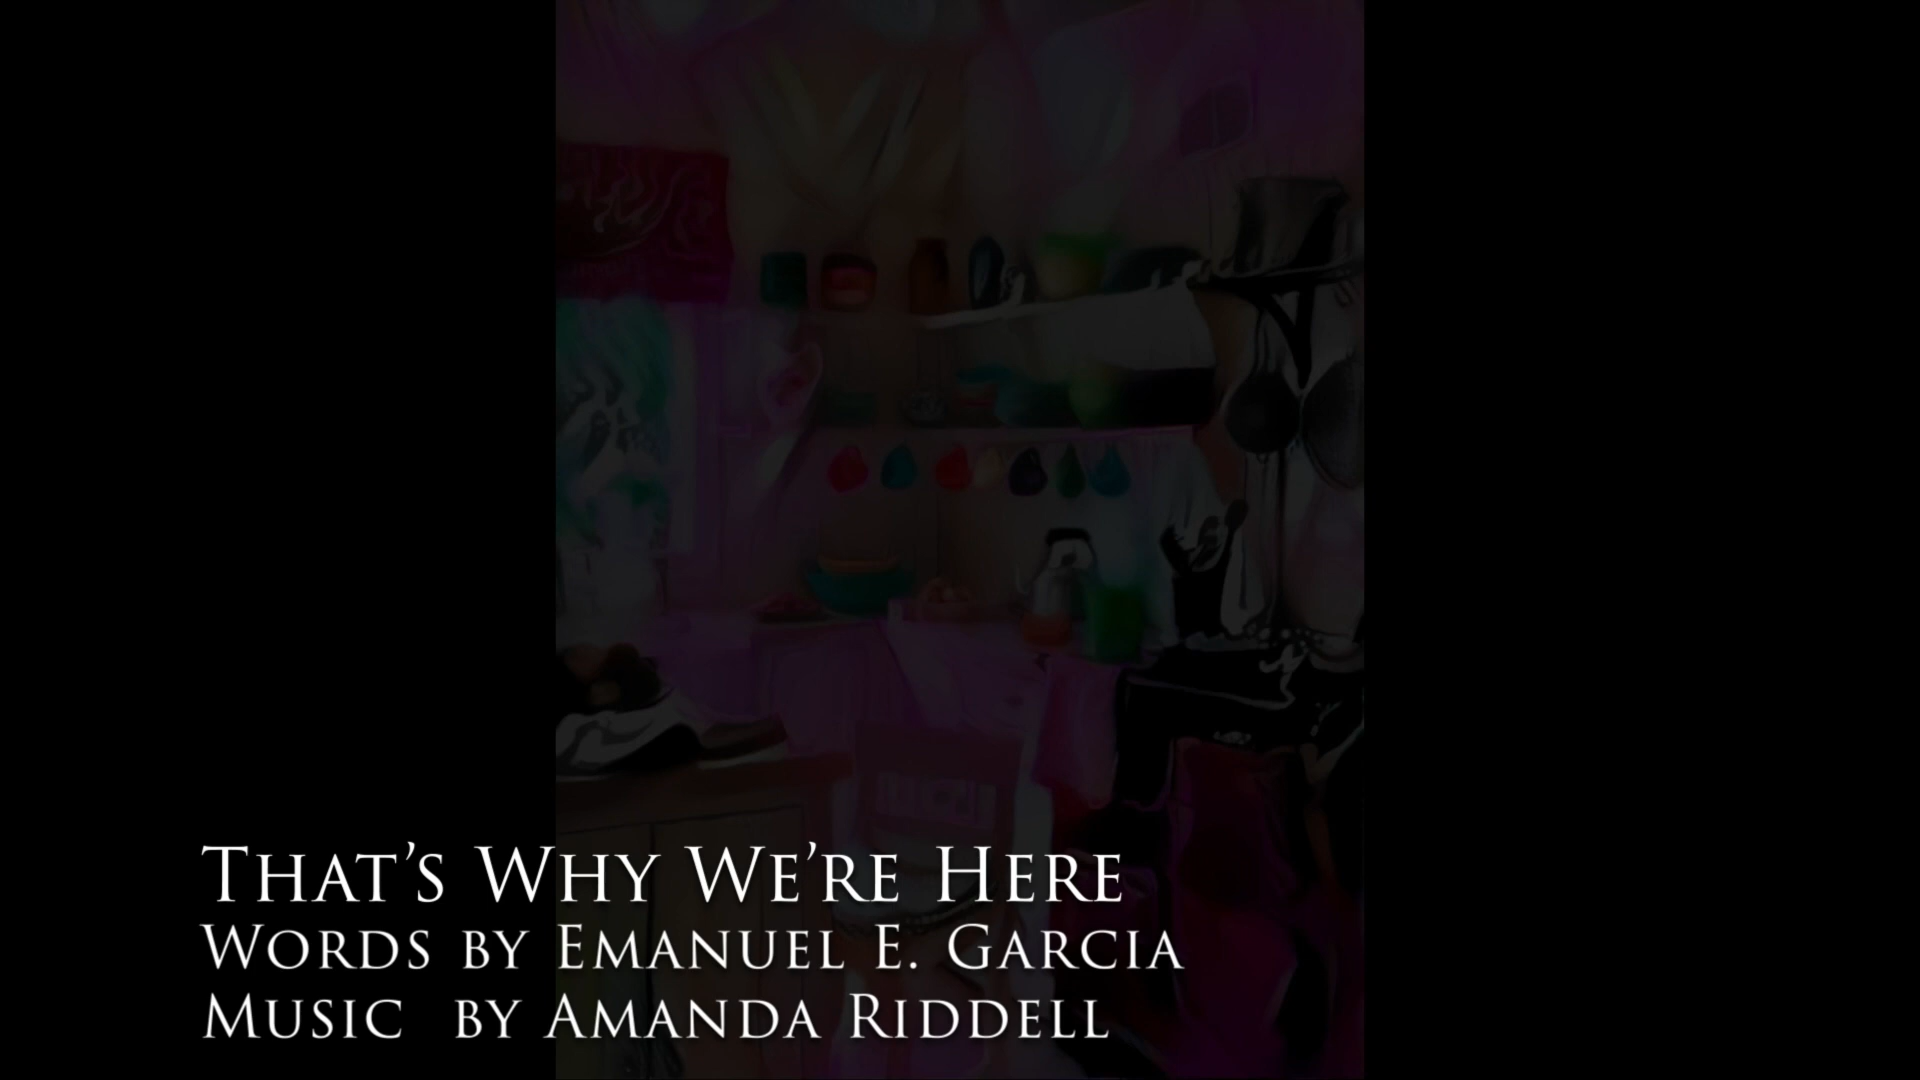 That's Why We're Here
Words by Emanuel E. Garcia
Music by Amanda Riddell